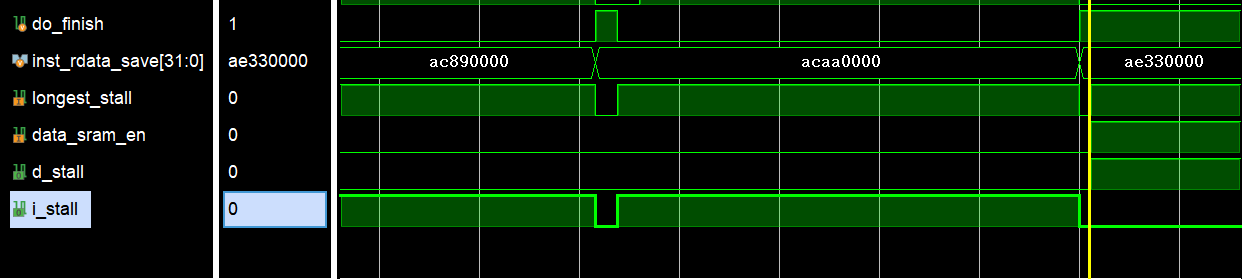 do_finish 1
inst_rdata_save[31:0] ae330000 ac890000 acaa0000 ae330000
longest_stall 0
data_sram_en 0
d_stall 0
i_stall 0